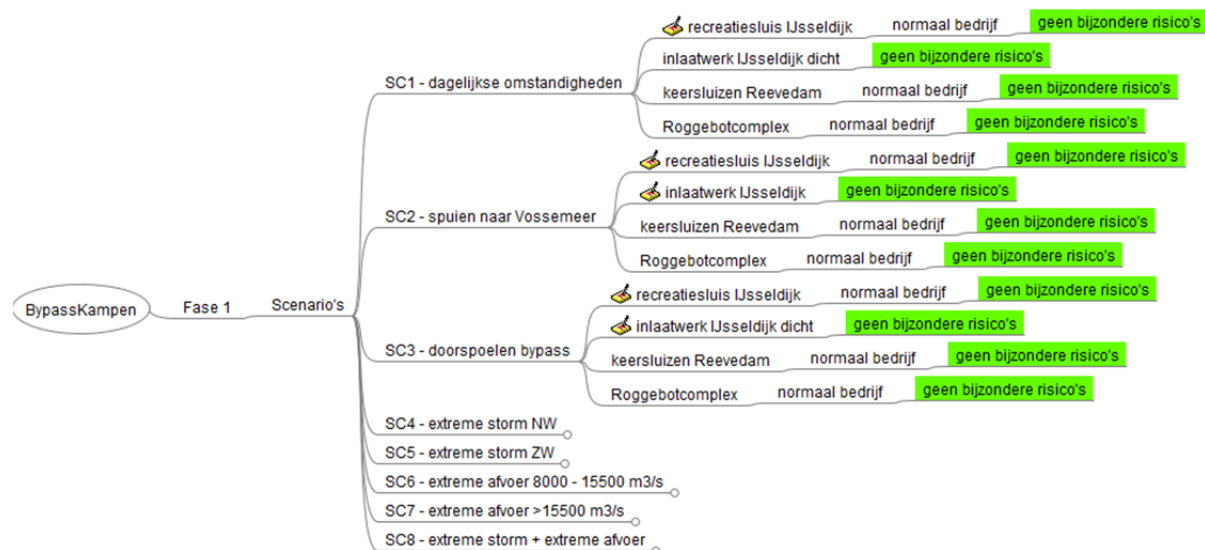 BypassKampen
Fase 1
Scenario's
SC1 - dagelijkse omstandigheden
recreatiesluis IJsseldijk normaal bedrijf geen bijzondere risico's
inlaatwerk IJsseldijk dicht geen bijzondere risico's
keersluizen Reevedam normaal bedrijf geen bijzondere risico's
Roggebotcomplex normaal bedrijf geen bijzondere risico's
SC2 - spuien naar Vossemeer
recreatiesluis IJsseldijk normaal bedrijf geen bijzondere risico's
inlaatwerk IJsseldijk geen bijzondere risico's
keersluizen Reevedam normaal bedrijf geen bijzondere risico's
Roggebotcomplex normaal bedrijf geen bijzondere risico's
SC3 - doorspoelen bypass
recreatiesluis IJsseldijk normaal bedrijf geen bijzondere risico's
inlaatwerk IJsseldijk dicht geen bijzondere risico's
keersluizen Reevedam normaal bedrijf geen bijzondere risico's
Roggebotcomplex normaal bedrijf geen bijzondere risico's
SC4 - extreme storm NW
SC5 - extreme storm ZW
SC6 - extreme afvoer 8000 - 15500 m3/s
SC7 - extreme afvoer >15500 m3/s
SC8 - extreme storm + extreme afvoer